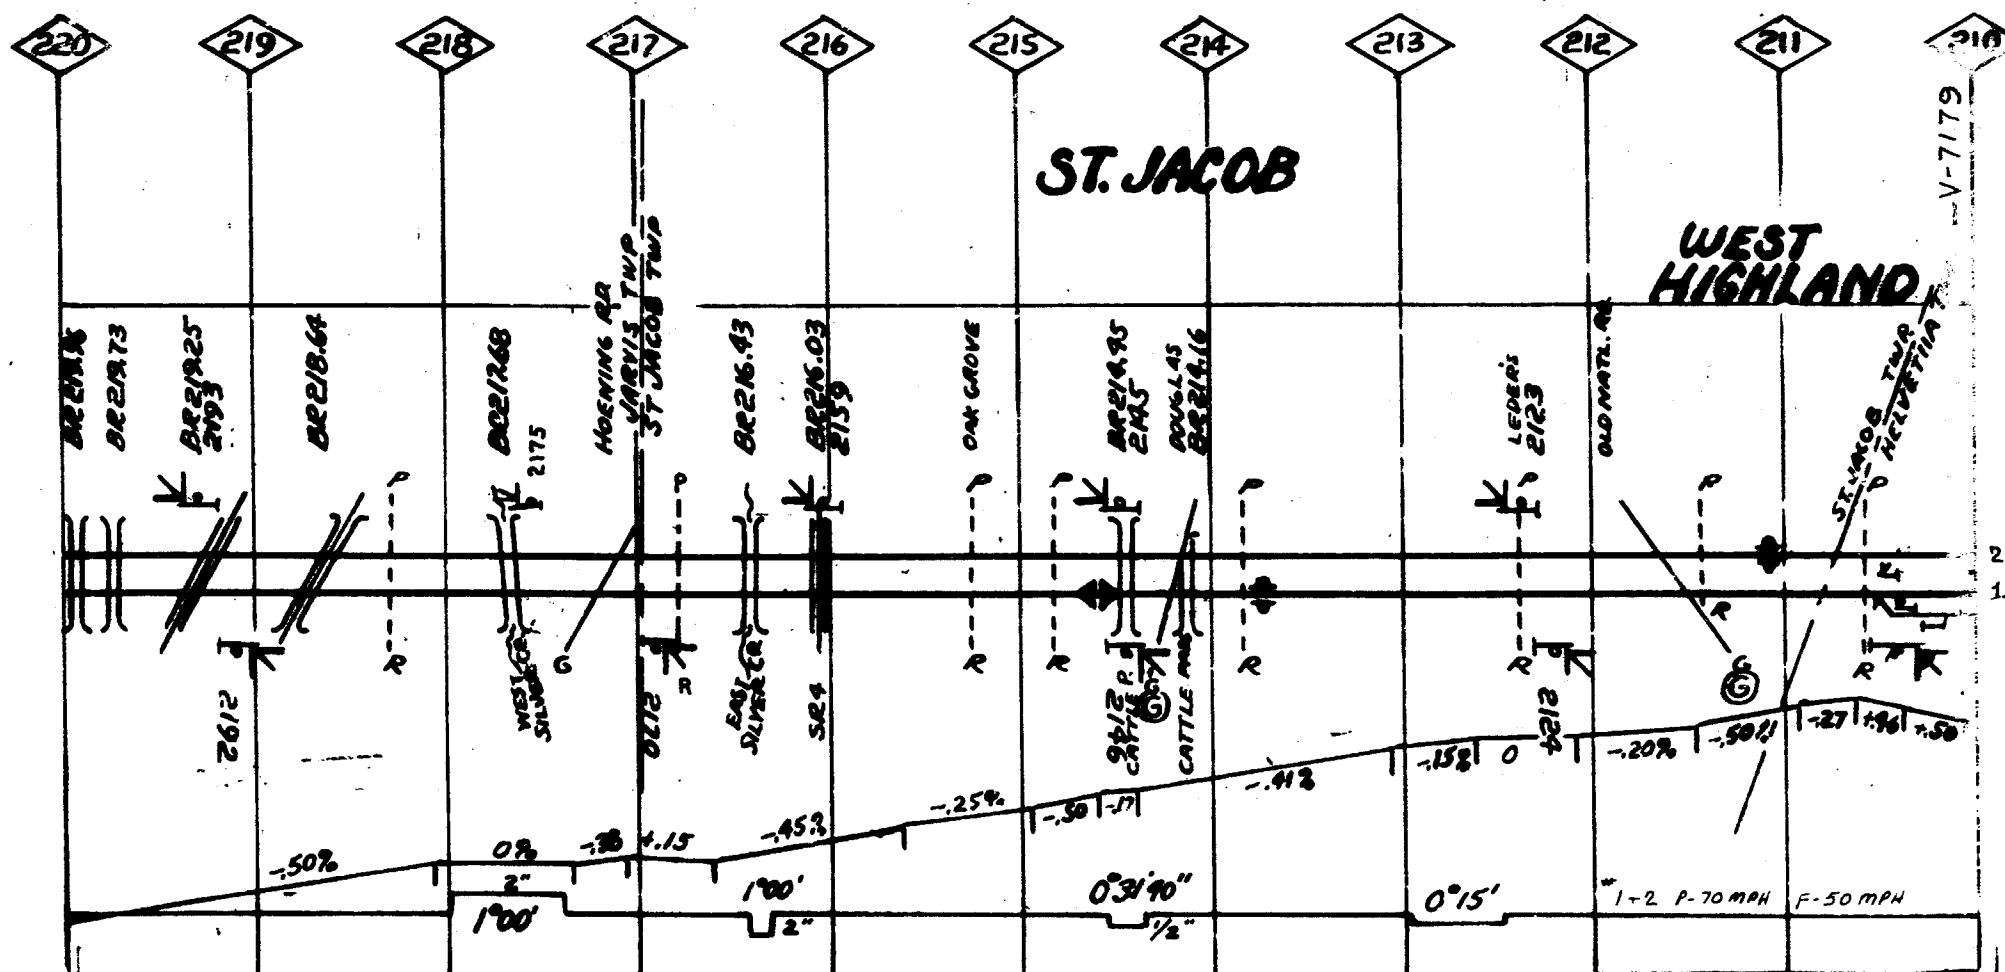 220 219 218 217 216 215 214 213 212 211 210
V-7179
ST. JACOB
WEST
HIGHLAND
BR219.73
BR219.25
2193
BR218.64
2175
HOENING RD
JARVIS TWP
ST JACOB TWP
BR216.43
BR216.03
2159
OAK GROVE
BR214.45
2145
DOUGLAS
BR214.16
LEDER'S
2123
OLD NATL. RD
ST. JACOB TWP
HELVETIA T
P P P P P P P P
2
1
R R R R R R R R
G G G
G G
2192
WEST
SILVER CR
2170
EAST
SILVER CR
SR4
2146
CATTLE P.
CATTLE PASS
2124
-.50% 0% +.15 -.45% -.25% -.50 -.17 -.41% -.15% 0 -.20% -.50% -.27 +.46 +.50
2" 1°00' 0°31'40" 0°15' 1-2 P-70 MPH F-50 MPH
1°00' 2" 1/2"